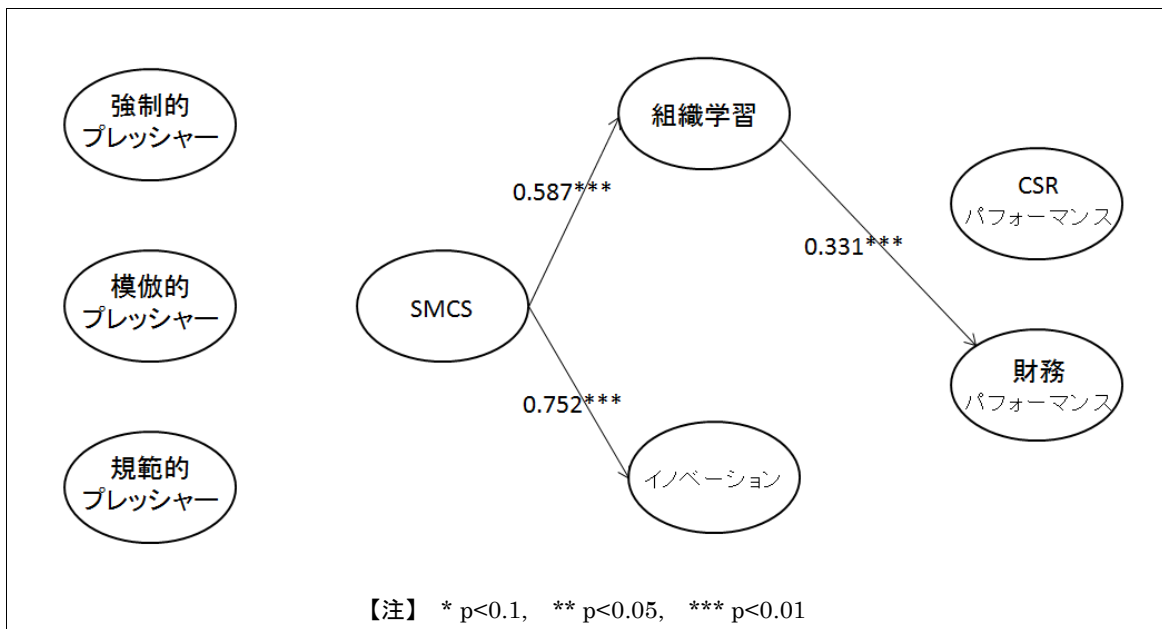 強制的
プレッシャー
模倣的
プレッシャー
規範的
プレッシャー
SMCS
0.587***
0.752***
組織学習
イノベーション
0.331***
CSR
パフォーマンス
財務
パフォーマンス
【注】 * p<0.1, ** p<0.05, *** p<0.01